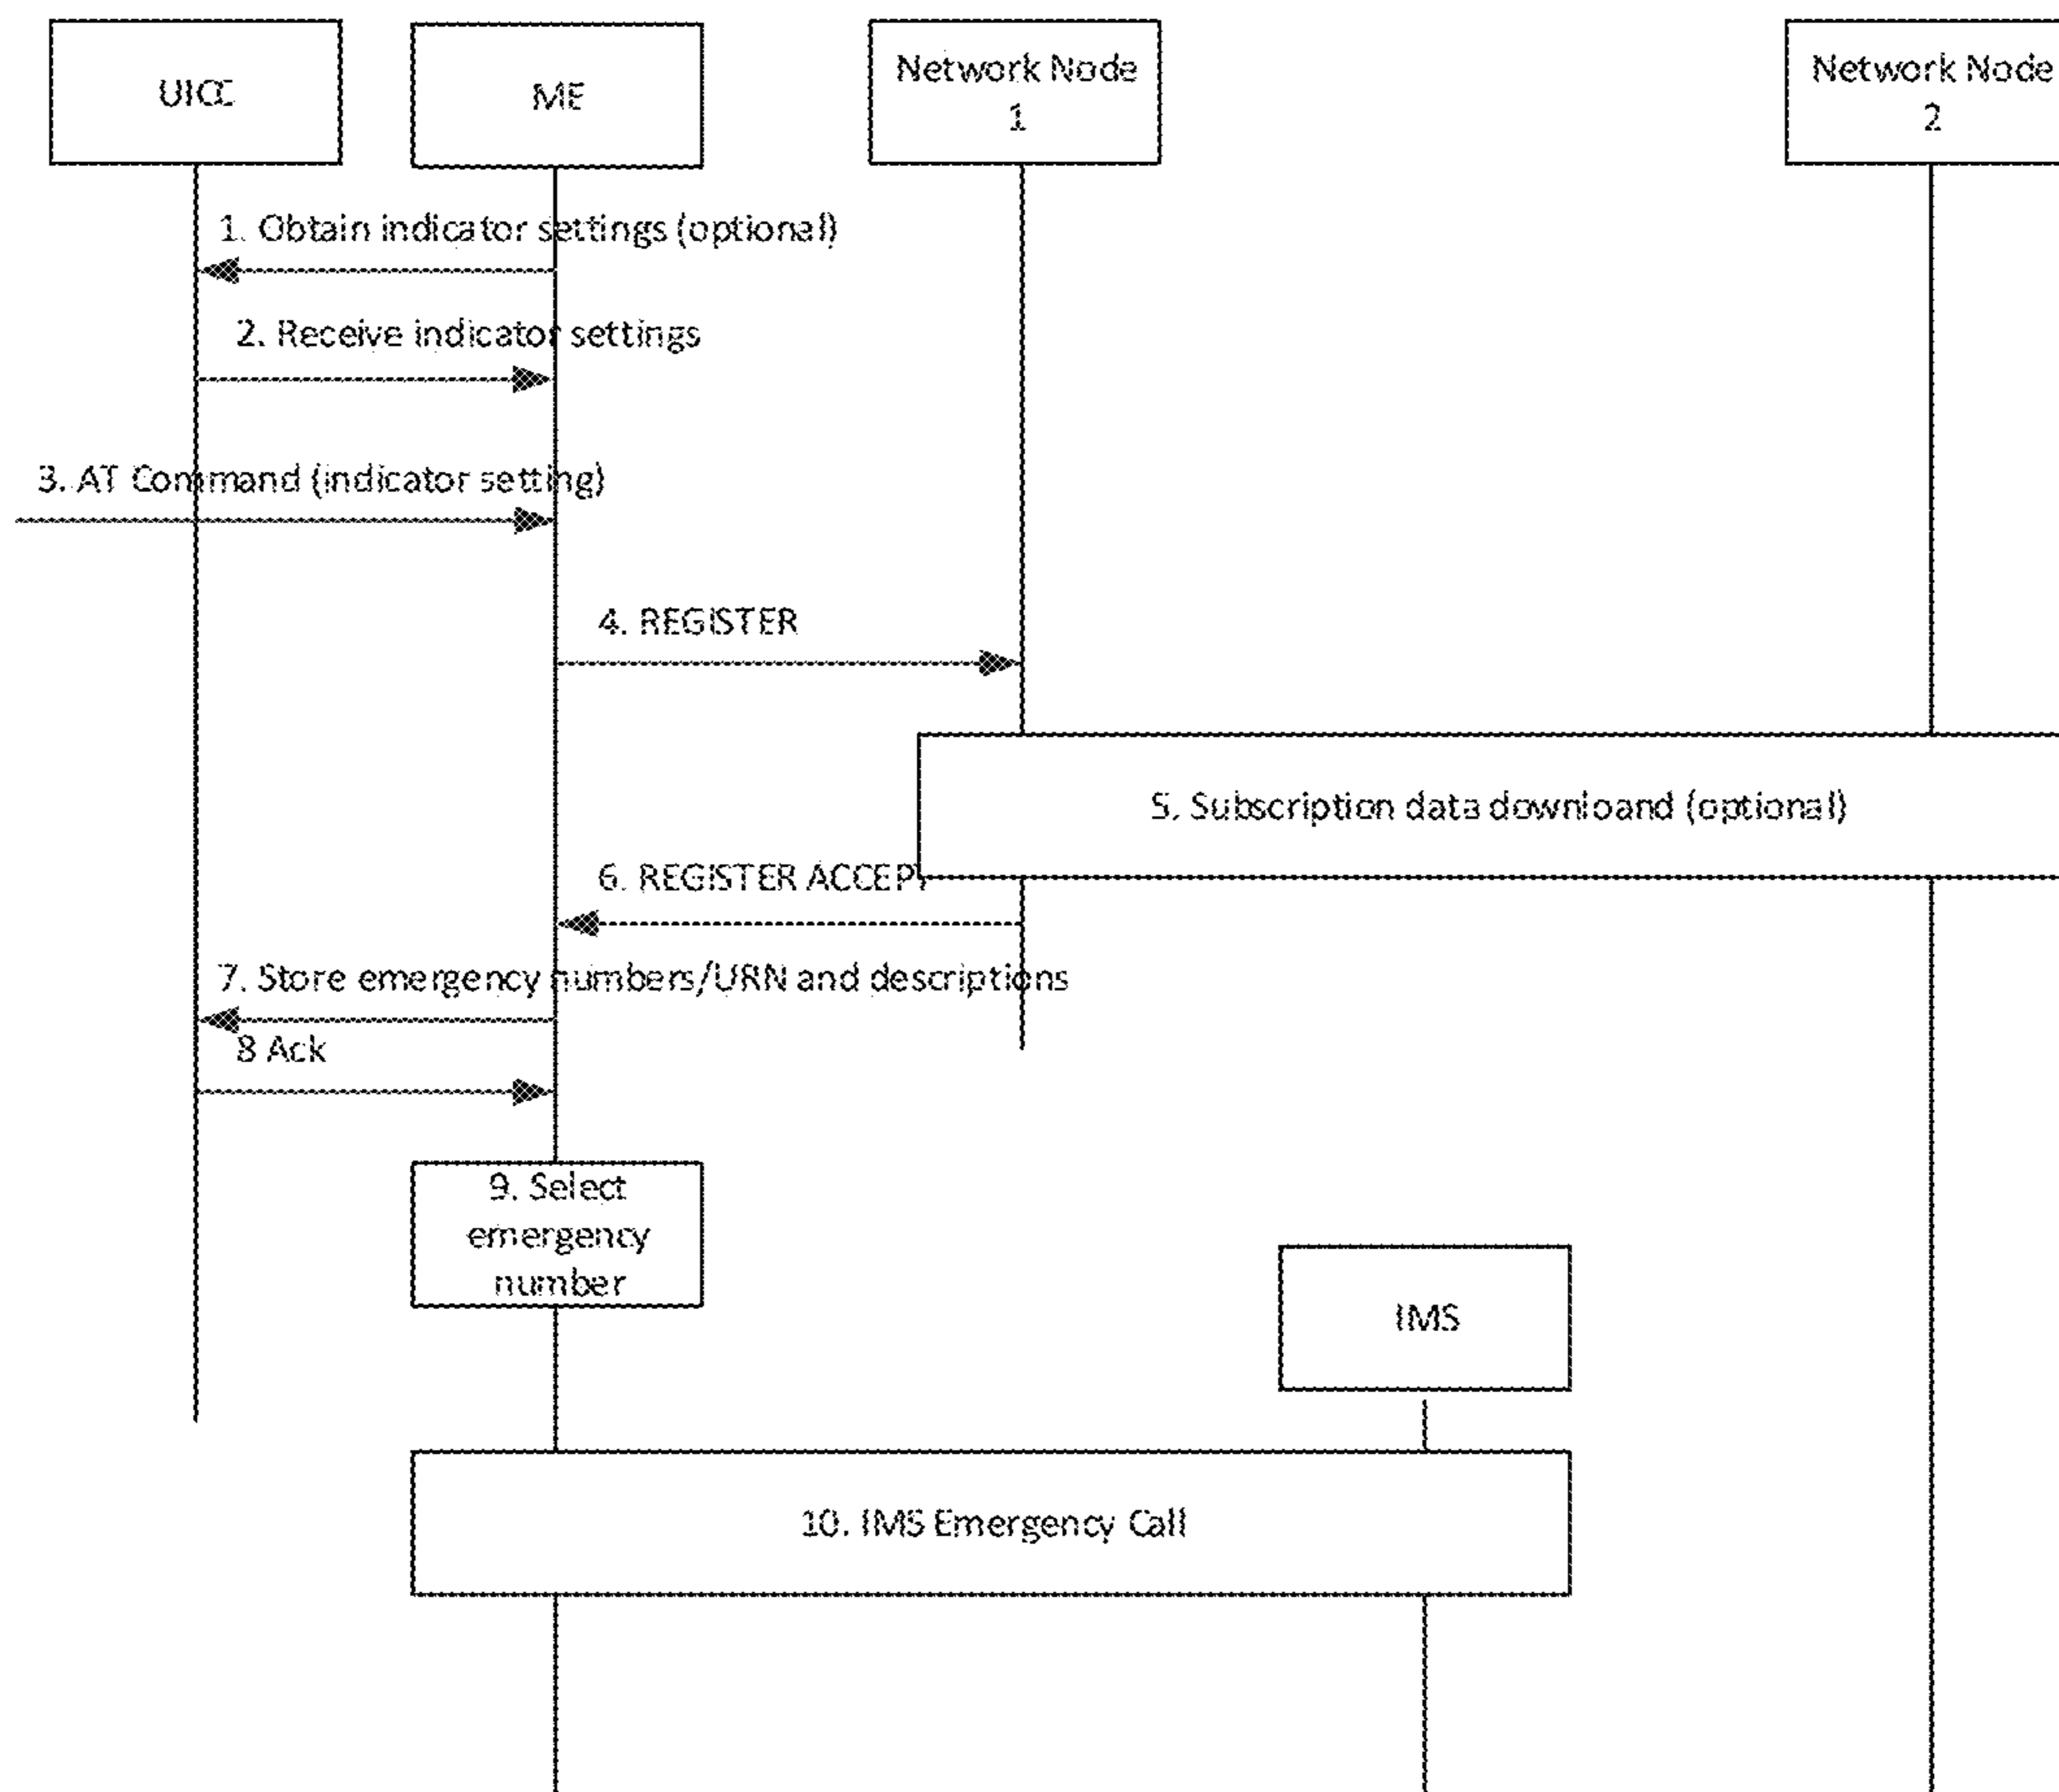 UICC
ME
Network Node
1
Network Node
2
1. Obtain indicator settings (optional)
2. Receive indicator settings
3. AT Command (indicator setting)
4. REGISTER
5. Subscription data downloand (optional)
6. REGISTER ACCEPT
7. Store emergency numbers/URN and descriptions
8 Ack
9. Select
emergency
number
IMS
10. IMS Emergency Call